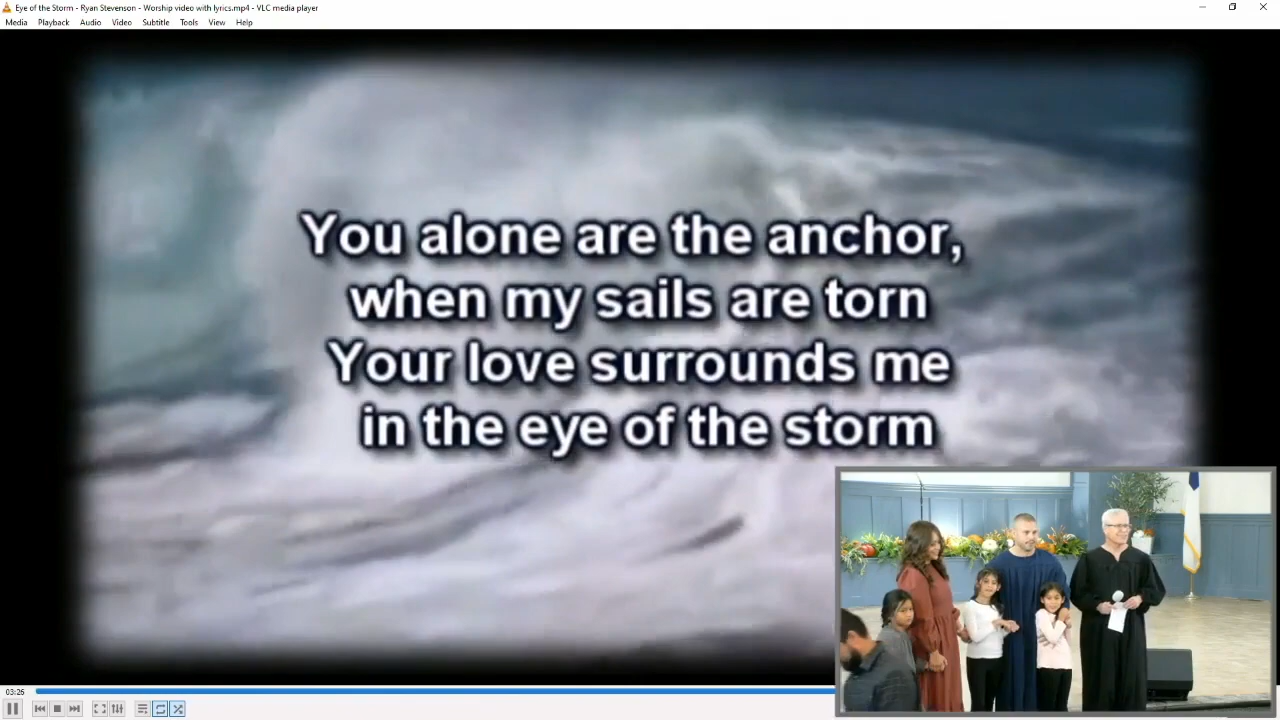 Eye of the Storm - Ryan Stevenson - Worship video with lyrics.mp4 - VLC media player
Media Playback Audio Video Subtitle Tools View Help
You alone are the anchor,
when my sails are torn
Your love surrounds me
in the eye of the storm
03:26